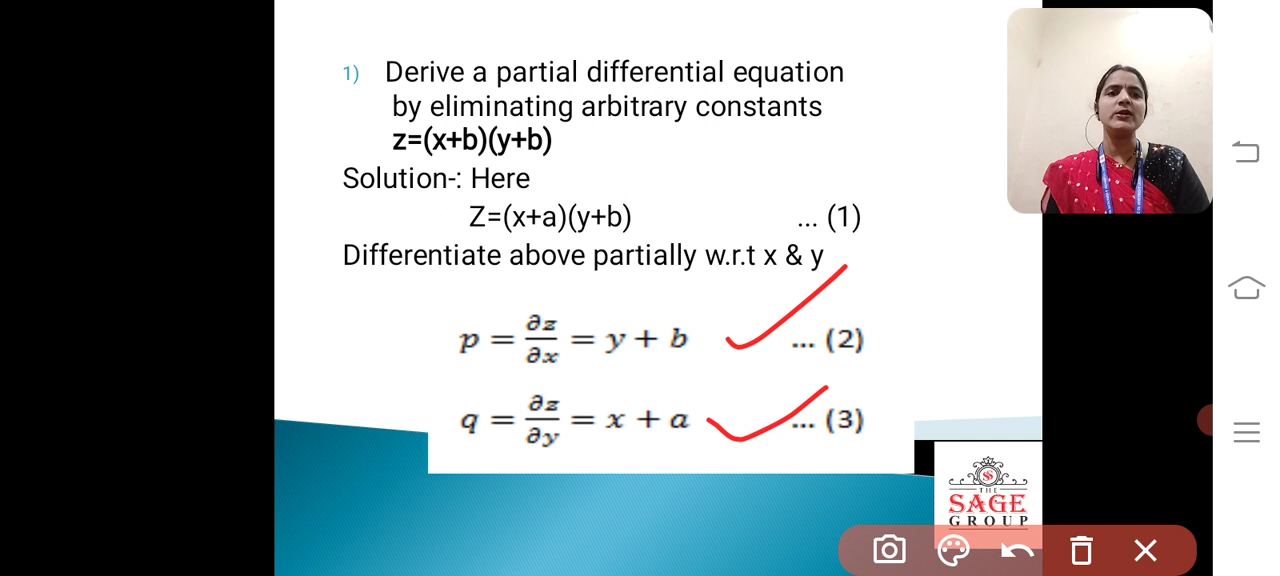 1) Derive a partial differential equation
by eliminating arbitrary constants
z=(x+b)(y+b)
Solution-: Here
Z=(x+a)(y+b) ... (1)
Differentiate above partially w.r.t x & y
p = ∂z/∂x = y + b ... (2)
q = ∂z/∂y = x + a ... (3)
THE
SAGE
GROUP